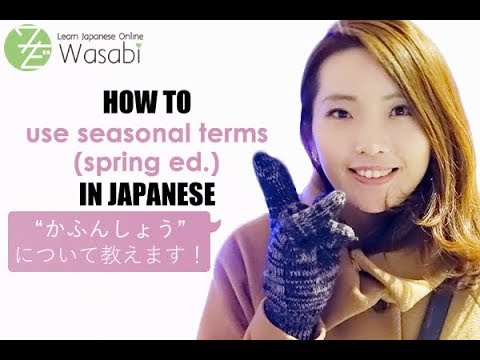 Learn Japanese Online
Wasabi
HOW TO
use seasonal terms
(spring ed.)
IN JAPANESE
“かふんしょう”
について教えます！